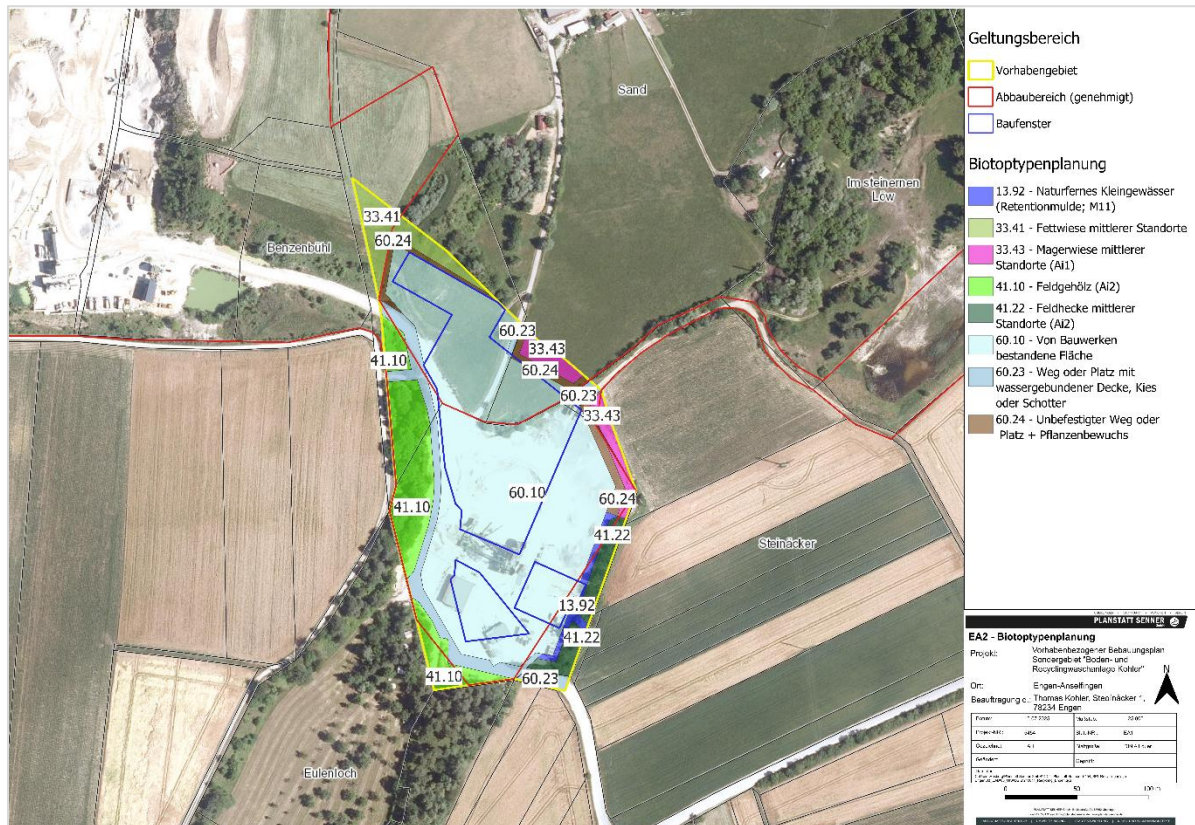 Sand
Im steinernen
Löw
Benzenbühl
Steinäcker
Eulenloch
33.41
60.24
60.23
33.43
60.24
41.10
60.23
33.43
60.10
60.24
41.10
41.22
13.92
41.22
41.10
60.23
Geltungsbereich
Vorhabengebiet
Abbaubereich (genehmigt)
Baufenster
Biotoptypenplanung
13.92 - Naturfernes Kleingewässer
(Retentionmulde; M11)
33.41 - Fettwiese mittlerer Standorte
33.43 - Magerwiese mittlerer
Standorte (Ai1)
41.10 - Feldgehölz (Ai2)
41.22 - Feldhecke mittlerer
Standorte (Ai2)
60.10 - Von Bauwerken
bestandene Fläche
60.23 - Weg oder Platz mit
wassergebundener Decke, Kies
oder Schotter
60.24 - Unbefestigter Weg oder
Platz + Pflanzenbewuchs
PLANSTATT SENNER
EA2 - Biotoptypenplanung
Projekt: Vorhabenbezogener Bebauungsplan
Sondergebiet "Boden- und
Recyclingwaschanlage Kohler"
N
Ort: Engen-Anselfingen
Thomas Kohler,
78234 Engen
0 50 100 m